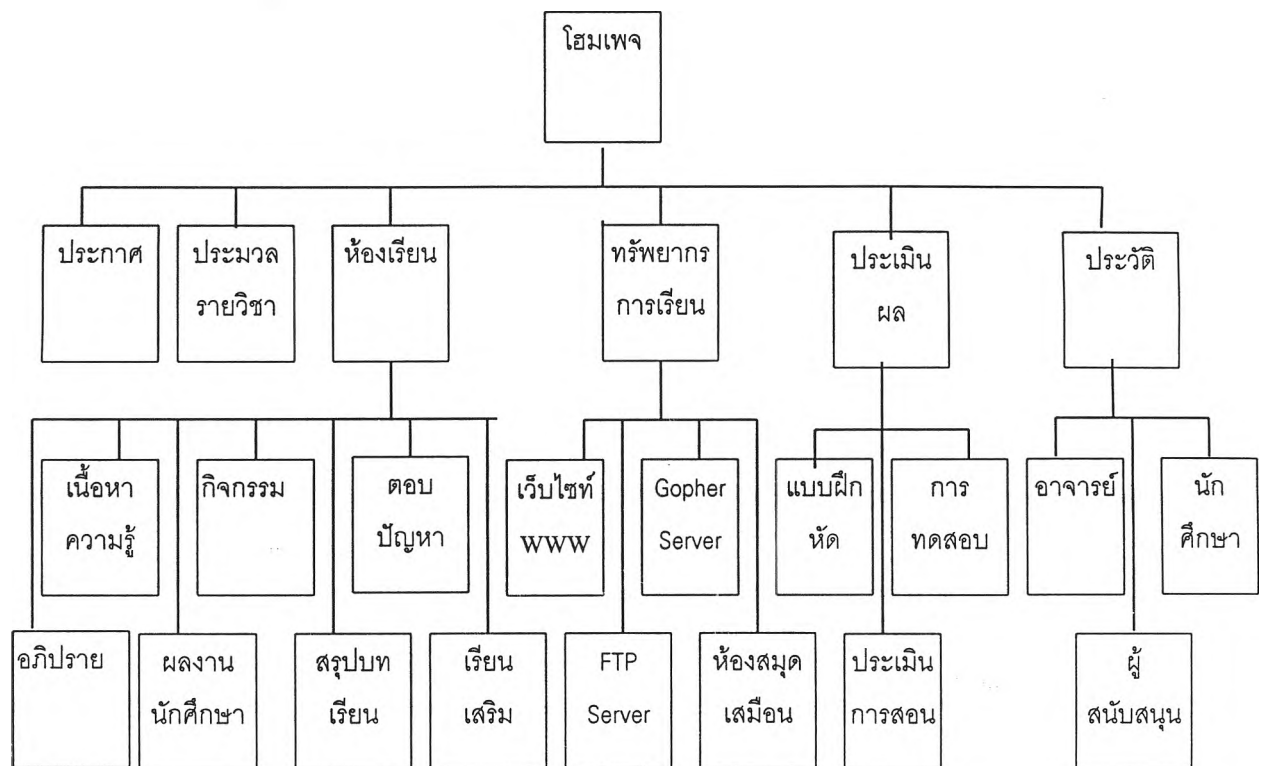 โฮมเพจ
ประกาศ
ประมวล
รายวิชา
ห้องเรียน
ทรัพยากร
การเรียน
ประเมิน
ผล
ประวัติ
เนื้อหา
ความรู้
กิจกรรม
ตอบ
ปัญหา
เว็บไซท์
WWW
Gopher
Server
แบบฝึก
หัด
การ
ทดสอบ
อาจารย์
นัก
ศึกษา
อภิปราย
ผลงาน
นักศึกษา
สรุปบท
เรียน
เรียน
เสริม
FTP
Server
ห้องสมุด
เสมือน
ประเมิน
การสอน
ผู้
สนับสนุน